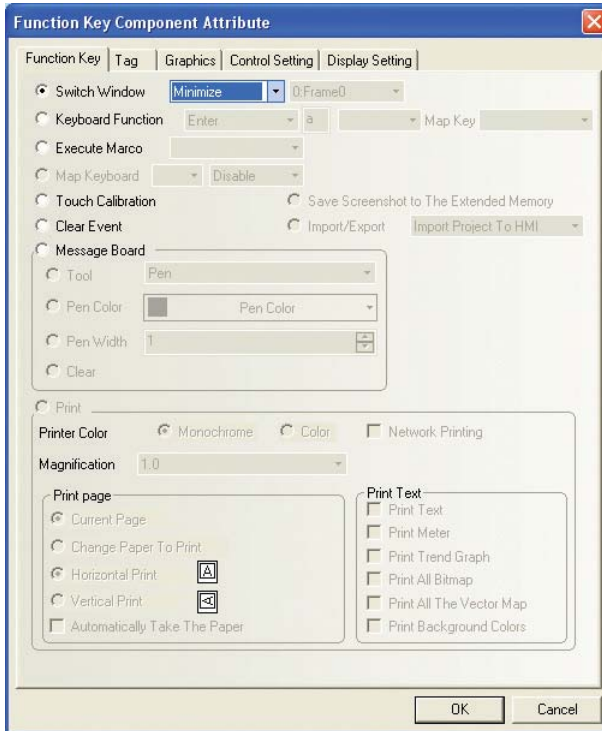 Function Key Component Attribute
Function Key Tag Graphics Control Setting Display Setting
Switch Window Minimize 0:Frame0
Keyboard Function Enter a Map Key
Execute Marco
Map Keyboard Disable
Touch Calibration Save Screenshot to The Extended Memory
Clear Event Import/Export Import Project To HMI
Message Board
Tool Pen
Pen Color Pen Color
Pen Width 1
Clear
Print
Printer Color Monochrome Color Network Printing
Magnification 1.0
Print page
Current Page
Change Paper To Print
Horizontal Print A
Vertical Print A
Automatically Take The Paper
Print Text
Print Text
Print Meter
Print Trend Graph
Print All Bitmap
Print All The Vector Map
Print Background Colors
OK Cancel